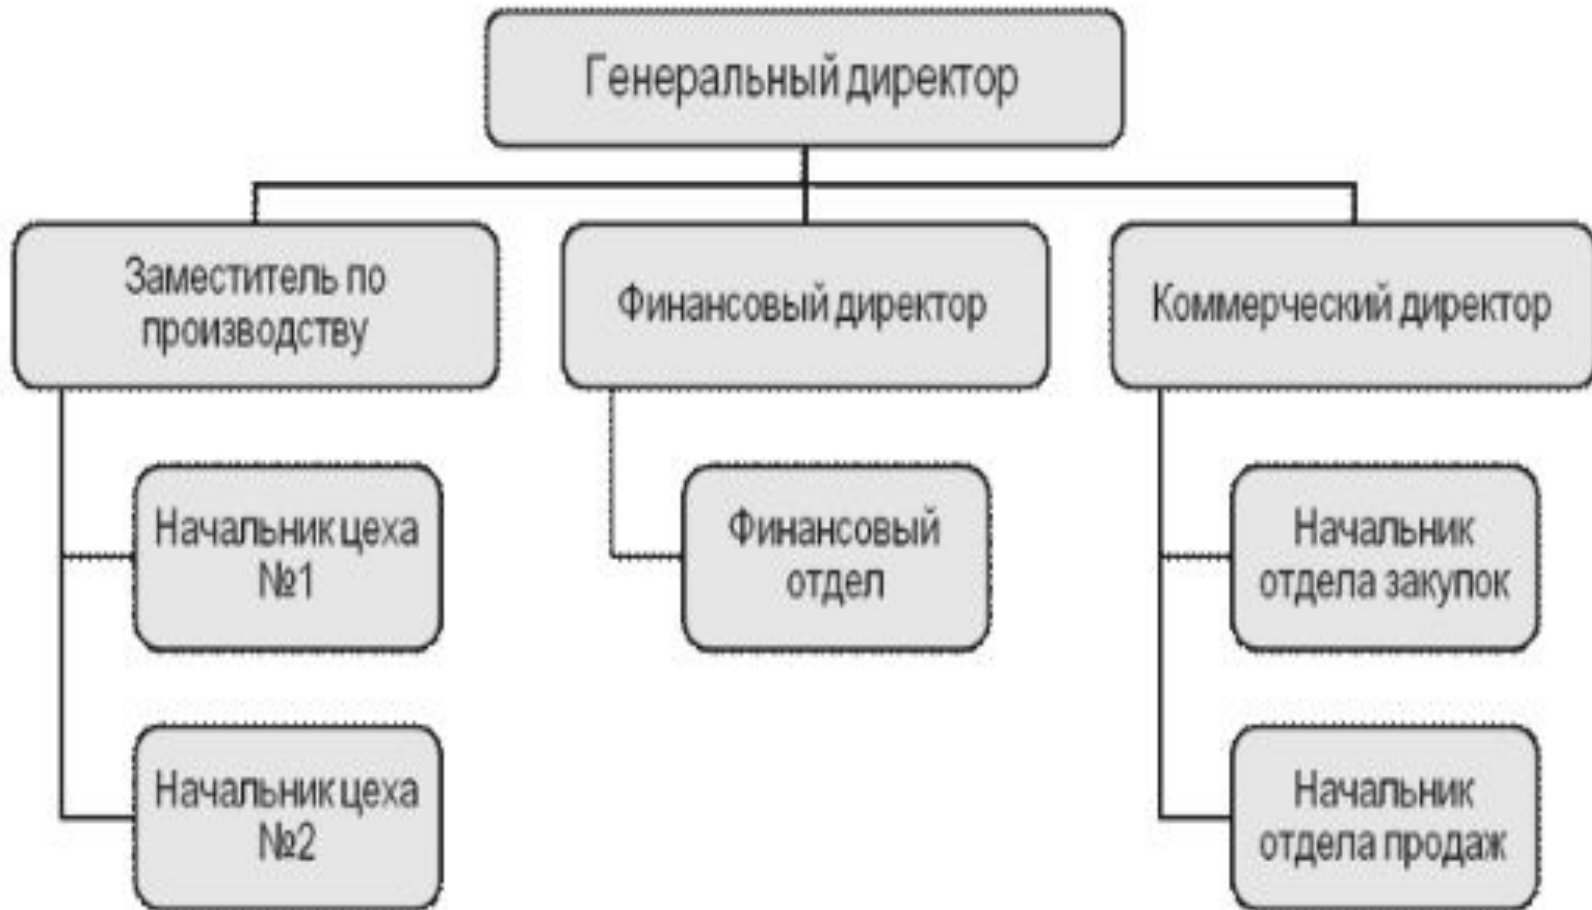 Генеральный директор
Заместитель по
производству
Финансовый директор
Коммерческий директор
Начальник цеха
№1
Финансовый
отдел
Начальник
отдела закупок
Начальник цеха
№2
Начальник
отдела продаж